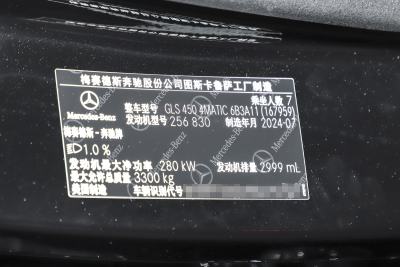 梅赛德斯奔驰股份公司图斯卡鲁萨工厂制造
乘坐人数 7
Mercedes-Benz
整车型号 GLS 450 4MATIC 6B3A11(167959)
梅赛德斯-奔驰牌
发动机型号 256 830 制造年月 2024-07
1.0%
发动机最大净功率 280 kW 发动机排量 2999 mL
最大允许总质量 3300 kg
美国制造 车辆识别代号